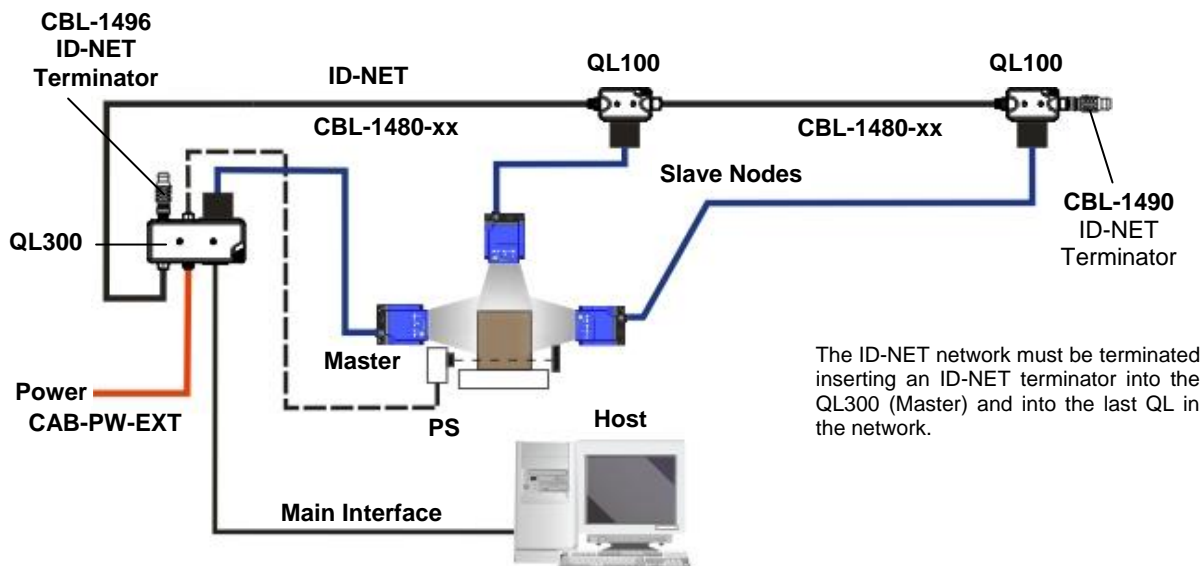 CBL-1496
ID-NET
Terminator
ID-NET
CBL-1480-xx
QL100
CBL-1480-xx
QL100
Slave Nodes
CBL-1490
ID-NET
Terminator
QL300
Master
Power
CAB-PW-EXT
PS
Host
Main Interface
The ID-NET network must be terminated
inserting an ID-NET terminator into the
QL300 (Master) and into the last QL in
the network.